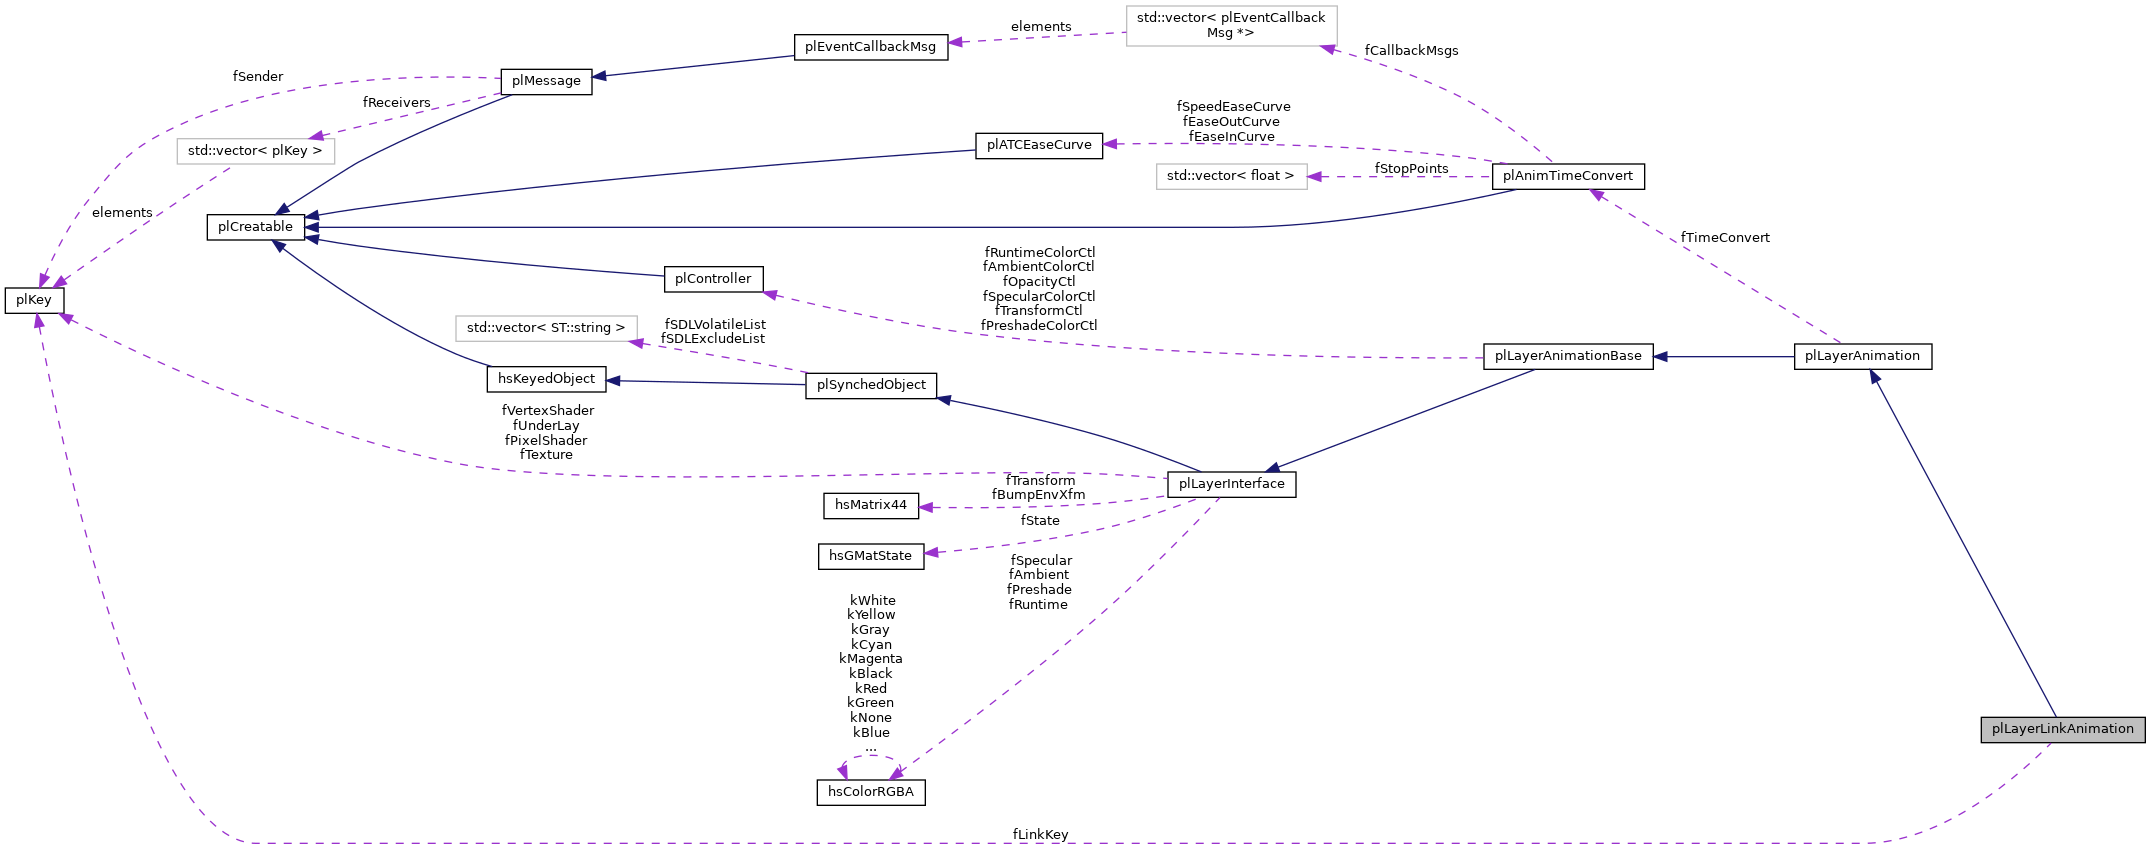 std::vector< plEventCallback
Msg *>
elements
plEventCallbackMsg
fCallbackMsgs
fSender
plMessage
fReceivers
fSpeedEaseCurve
fEaseOutCurve
fEaseInCurve
plATCEaseCurve
std::vector< plKey >
fStopPoints
std::vector< float >
plAnimTimeConvert
elements
plCreatable
fTimeConvert
fRuntimeColorCtl
fAmbientColorCtl
fOpacityCtl
fSpecularColorCtl
fTransformCtl
fPreshadeColorCtl
plController
plKey
std::vector< ST::string >
fSDLVolatileList
fSDLExcludeList
plLayerAnimationBase
plLayerAnimation
hsKeyedObject
plSynchedObject
fVertexShader
fUnderLay
fPixelShader
fTexture
fTransform
fBumpEnvXfm
plLayerInterface
hsMatrix44
fState
hsGMatState
fSpecular
fAmbient
fPreshade
fRuntime
kWhite
kYellow
kGray
kCyan
kMagenta
kBlack
kRed
kGreen
kNone
kBlue
...
plLayerLinkAnimation
hsColorRGBA
fLinkKey